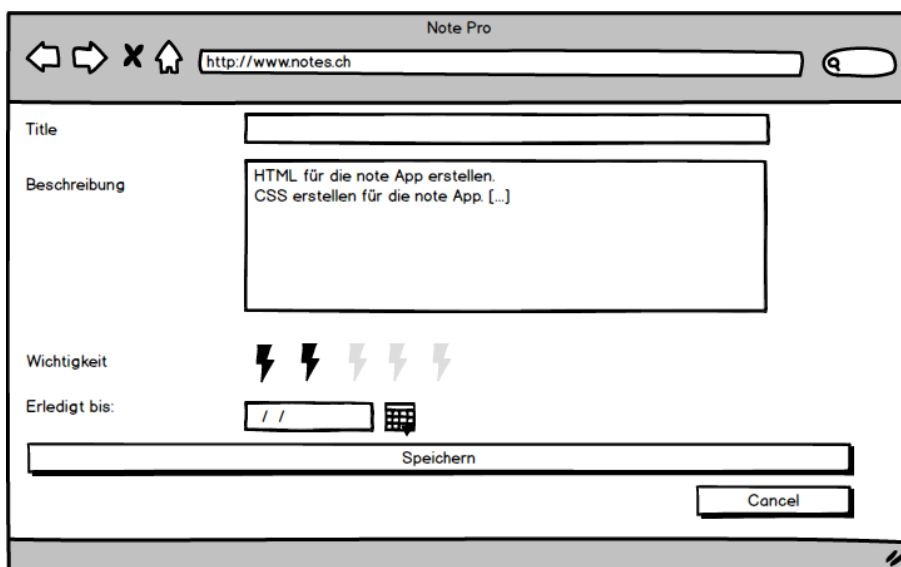 Note Pro
http://www.notes.ch
Title
Beschreibung
HTML für die note App erstellen.
CSS erstellen für die note App. [...]
Wichtigkeit
Erledigt bis:
/ /
Speichern
Cancel